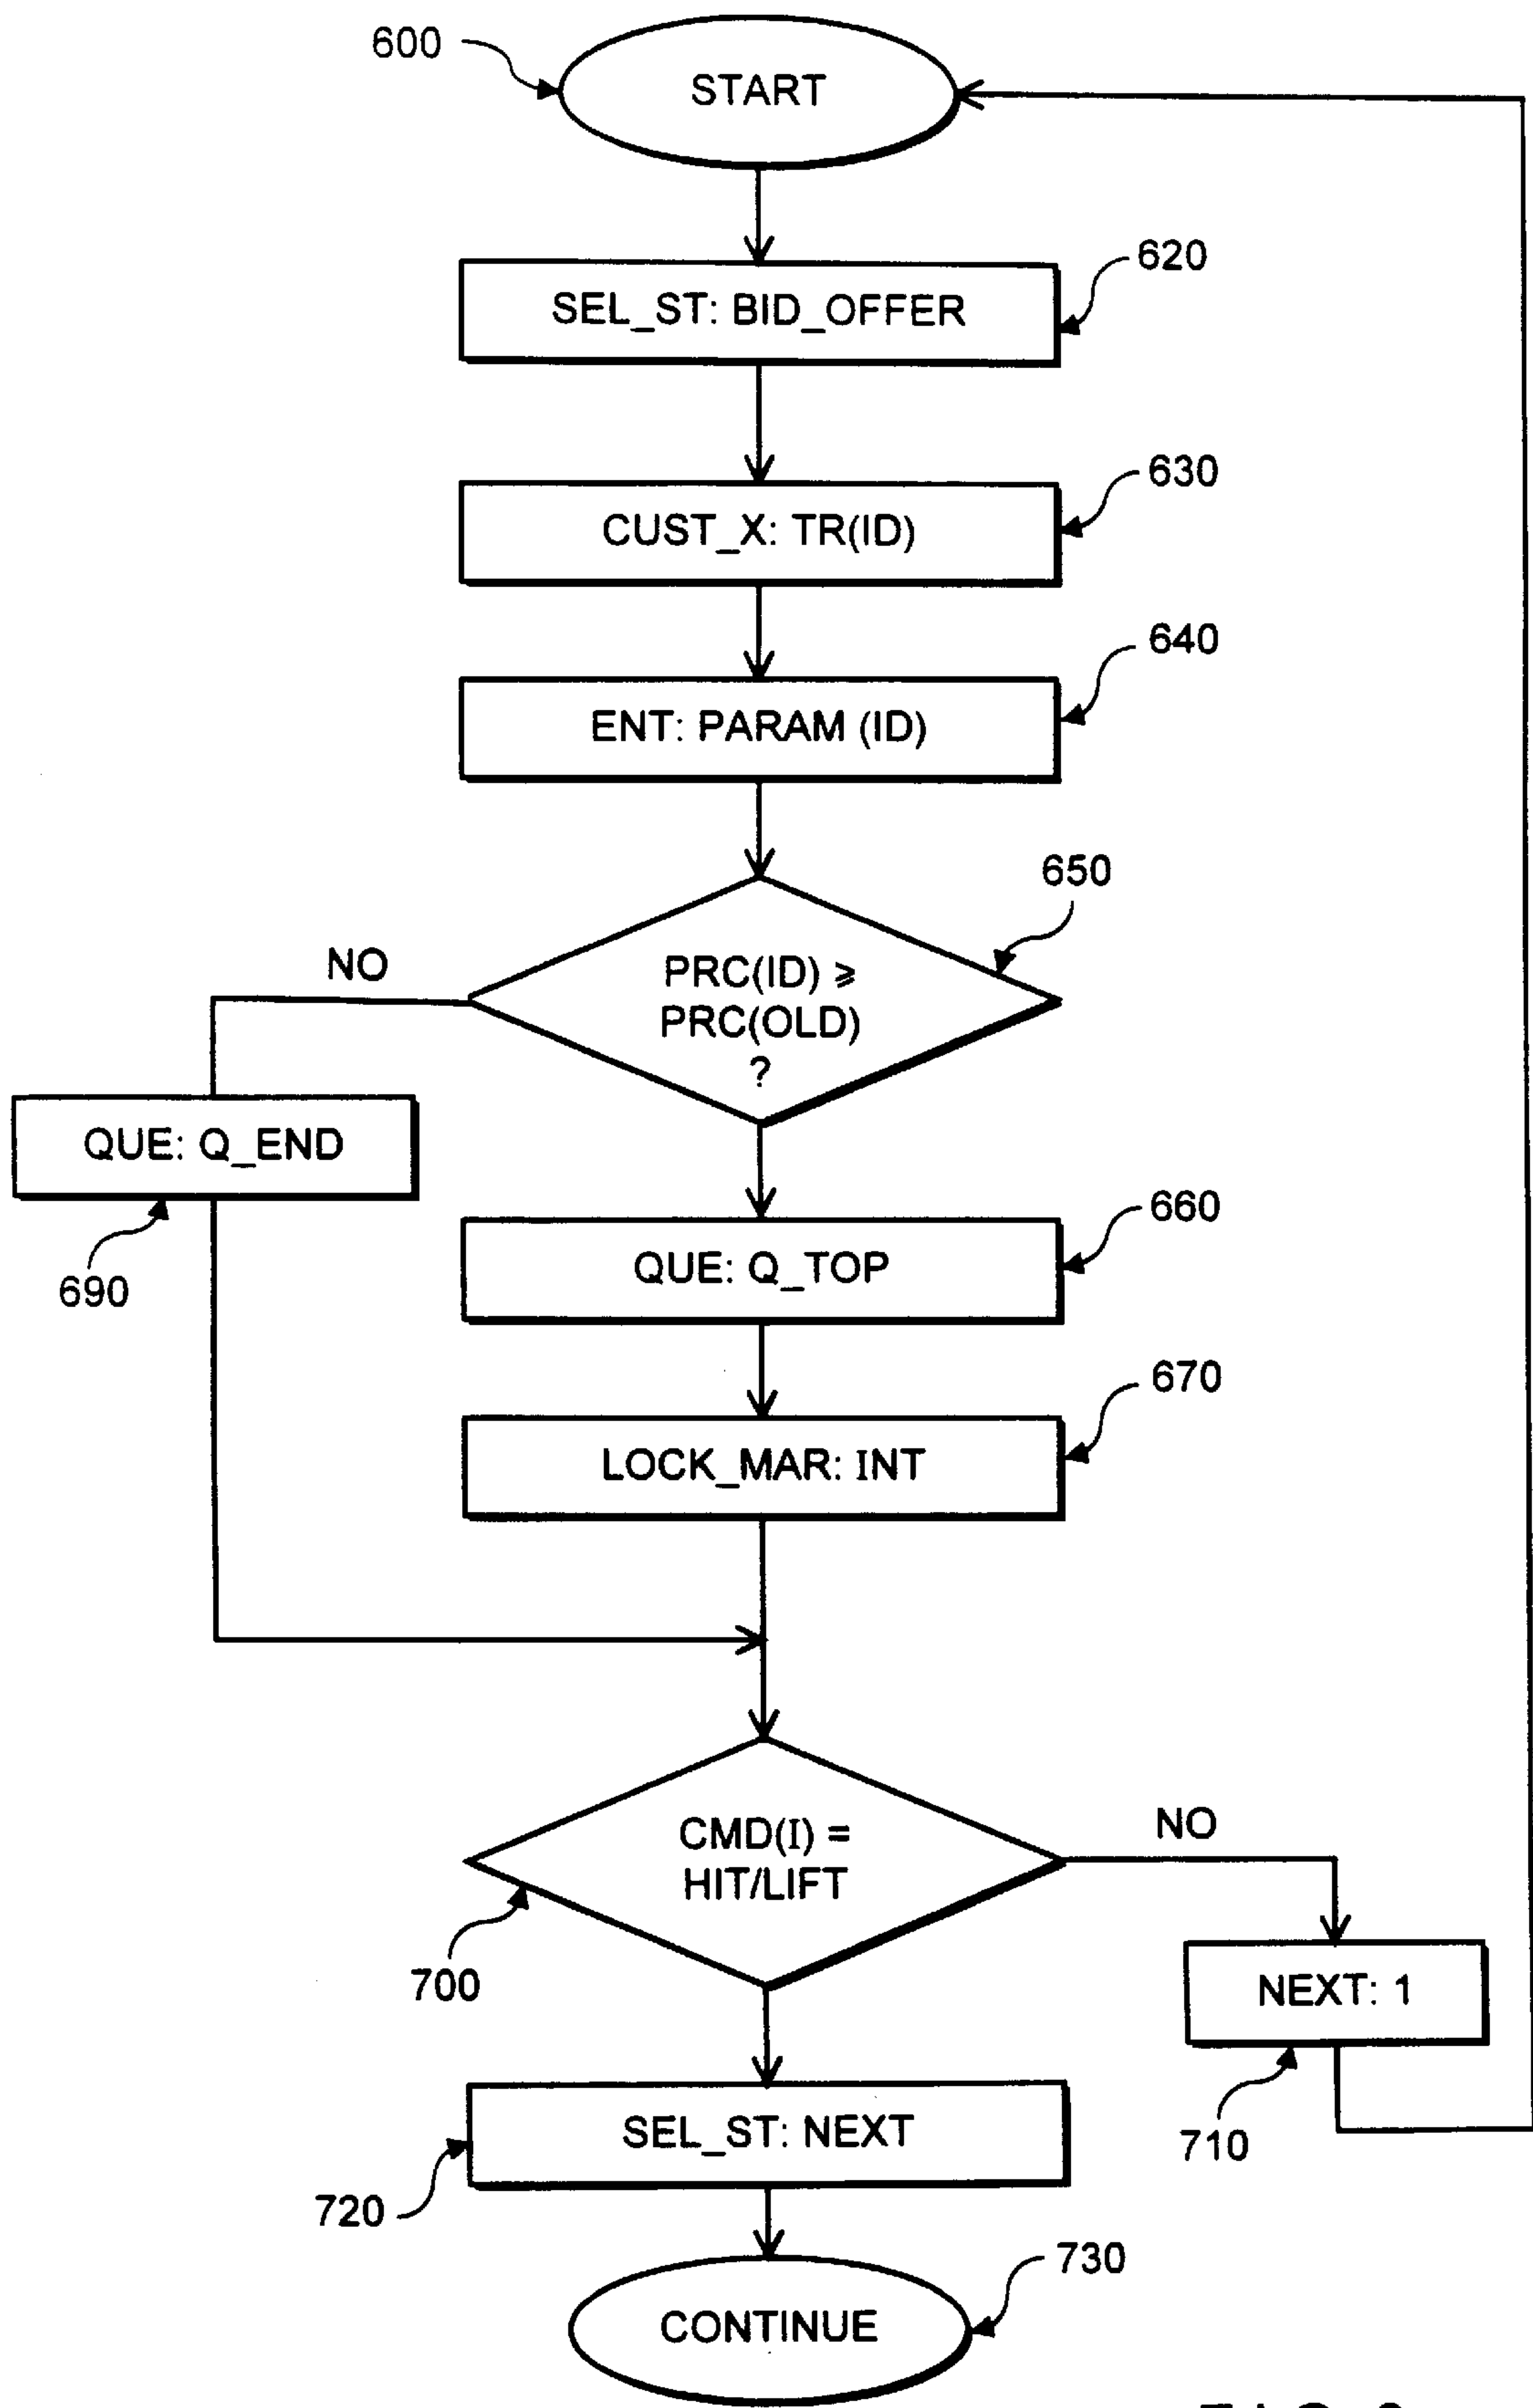 600
START
620
SEL_ST: BID_OFFER
630
CUST_X: TR(ID)
640
ENT: PARAM (ID)
650
NO
PRC(ID) ⩾
PRC(OLD)
?
QUE: Q_END
690
660
QUE: Q_TOP
670
LOCK_MAR: INT
CMD(I) =
HIT/LIFT
NO
700
NEXT: 1
710
SEL_ST: NEXT
720
730
CONTINUE